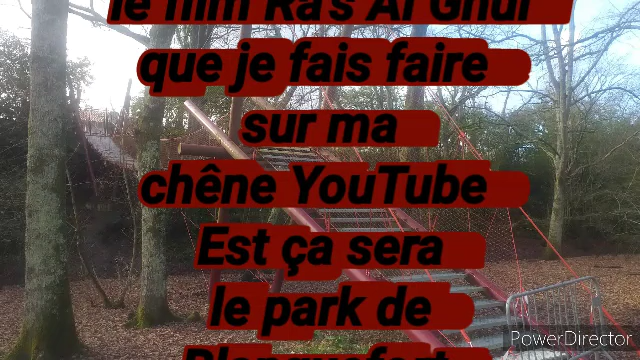 le film Ra's Al Ghul
que je fais faire
sur ma
chêne YouTube
Est ça sera
le park de
Blanquefort
PowerDirector